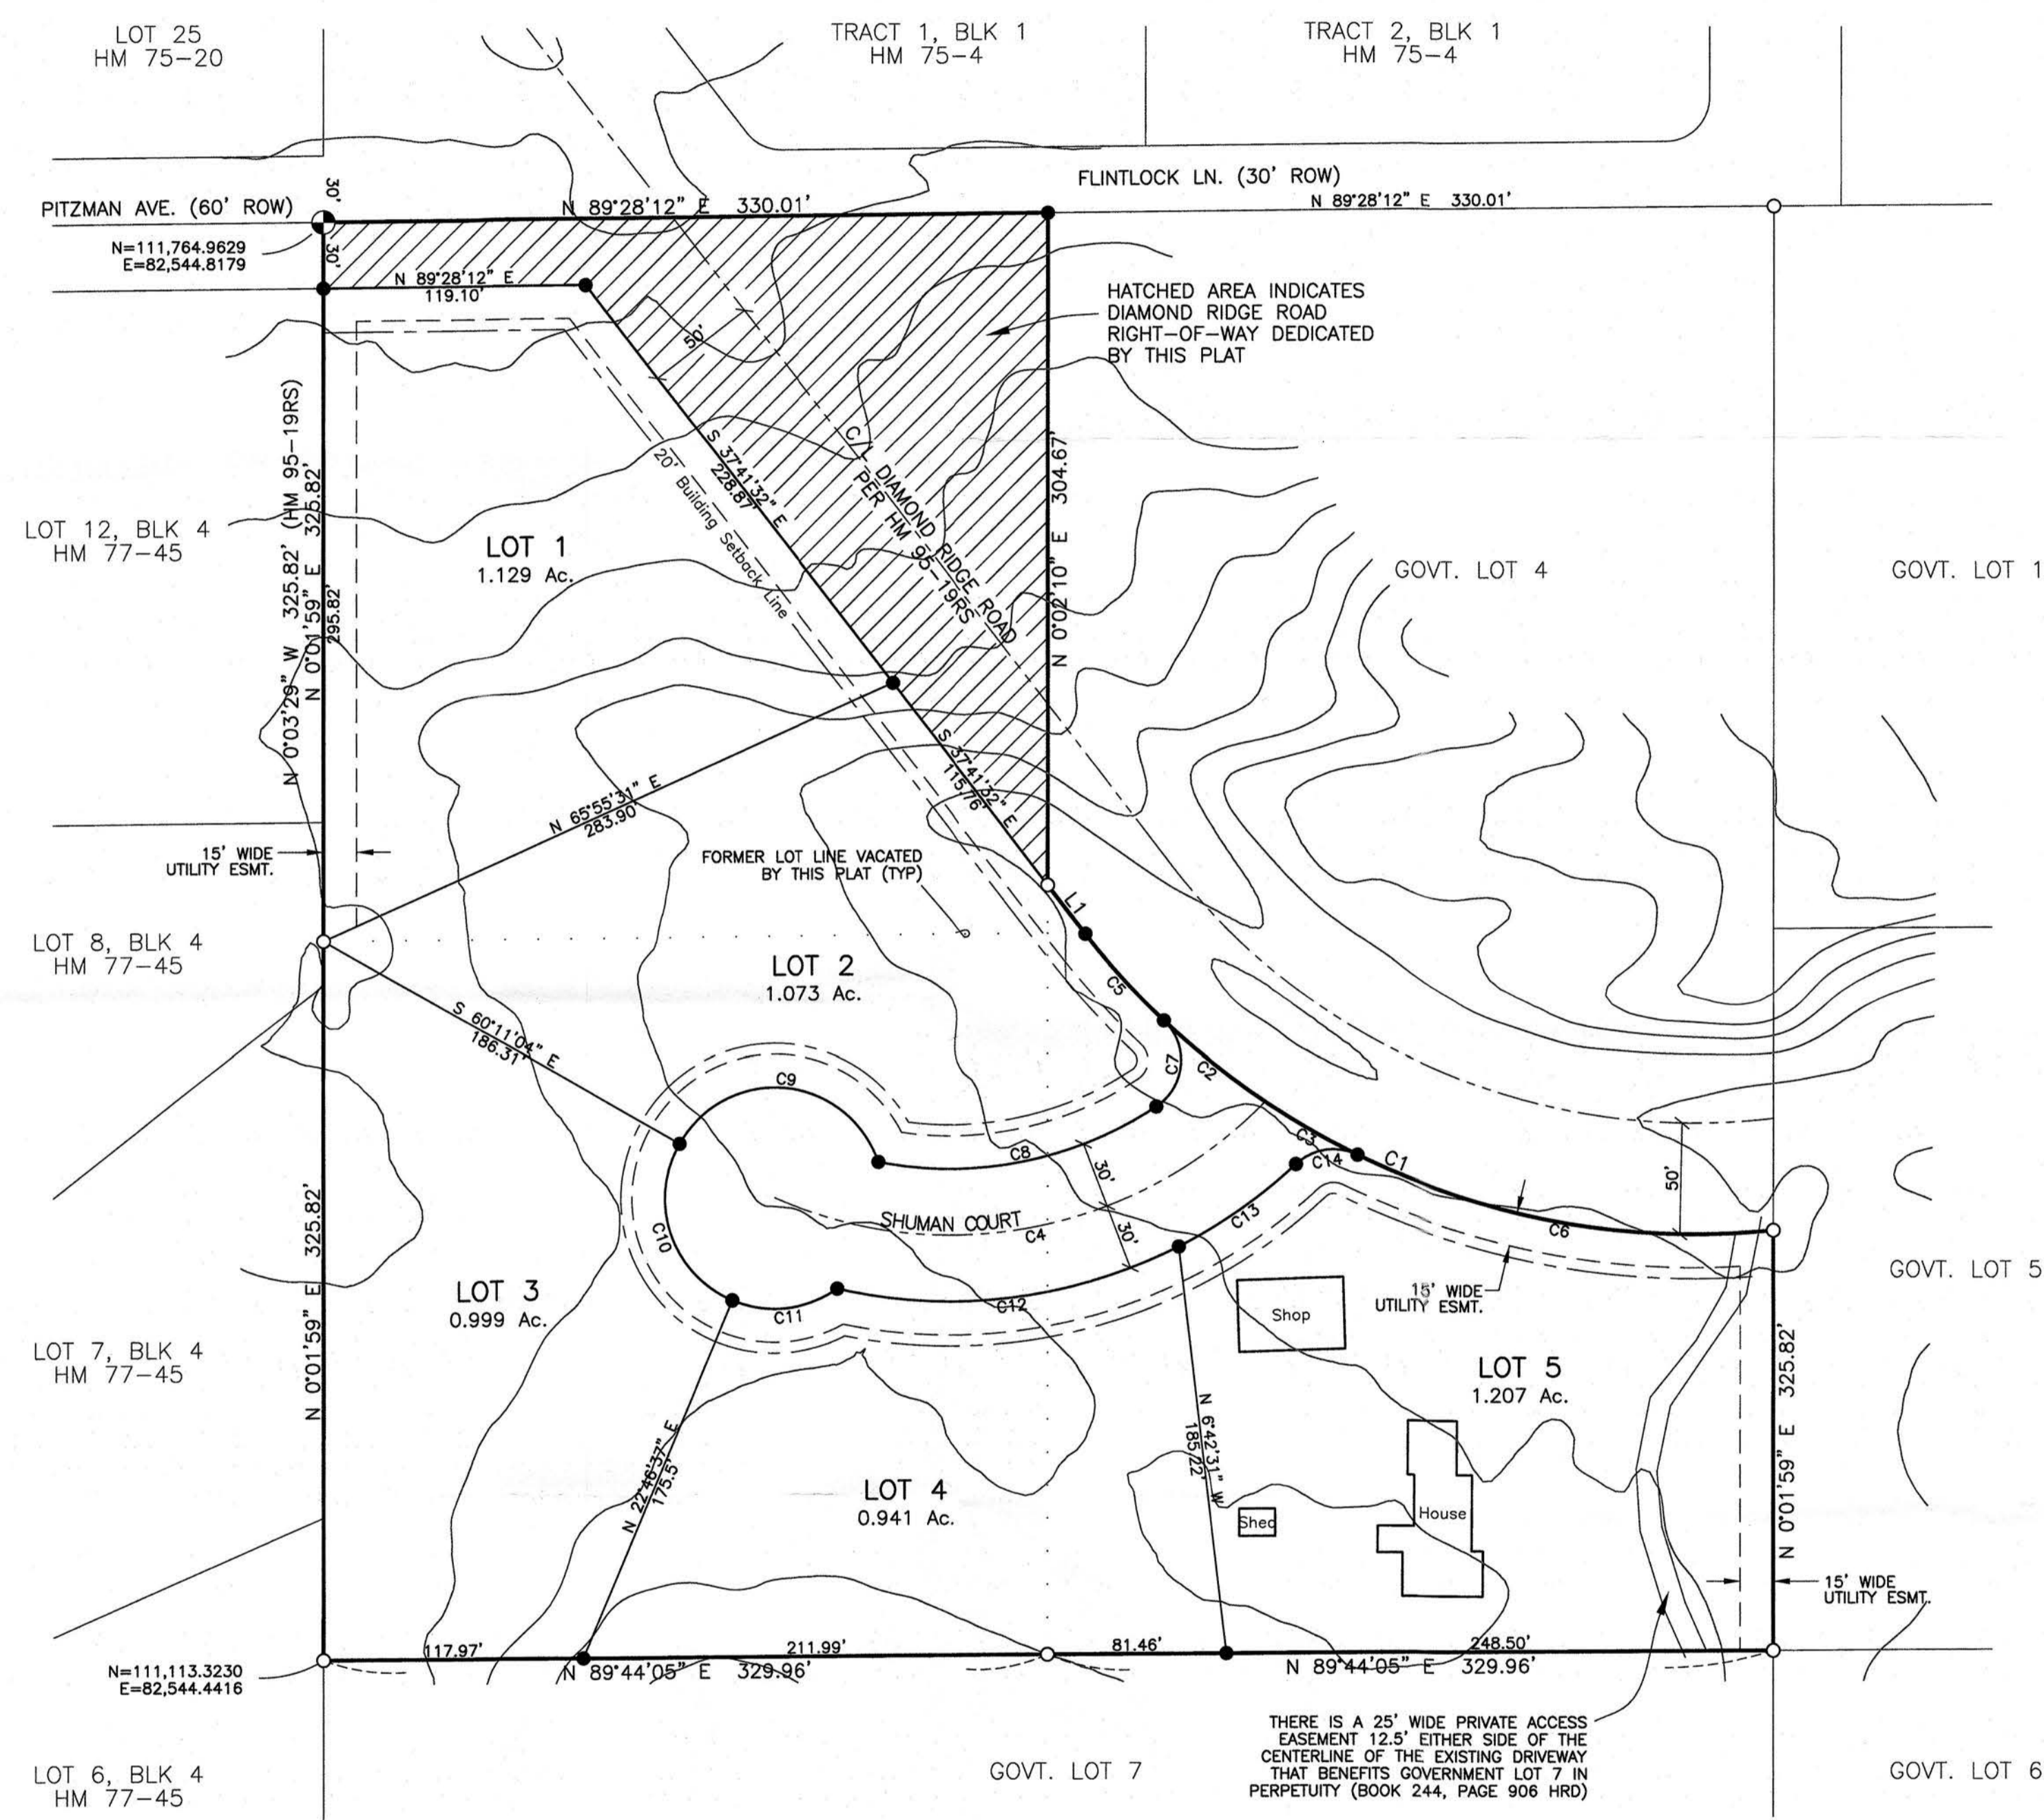 LOT 25
HM 75-20
TRACT 1, BLK 1
HM 75-4
TRACT 2, BLK 1
HM 75-4
PITZMAN AVE. (60' ROW)
30'
30'
FLINTLOCK LN. (30' ROW)
N 89°28'12" E 330.01'
N 89°28'12" E 330.01'
N=111,764.9629
E=82,544.8179
N 89°28'12" E
119.10'
50'
HATCHED AREA INDICATES
DIAMOND RIDGE ROAD
RIGHT-OF-WAY DEDICATED
BY THIS PLAT
S 37°41'32" E
228.87'
20' Building Setback Line
C/L DIAMOND RIDGE ROAD
PER HM 95-19RS
N 0°02'10" E 304.67'
N 0°03'29" W 325.82' (HM 95-19RS)
N 0°01'59" E 325.82'
295.82'
LOT 12, BLK 4
HM 77-45
LOT 1
1.129 Ac.
GOVT. LOT 4
GOVT. LOT 1
S 37°41'32" E
115.76'
N 65°55'31" E
283.90'
15' WIDE
UTILITY ESMT.
FORMER LOT LINE VACATED
BY THIS PLAT (TYP)
L1
LOT 8, BLK 4
HM 77-45
LOT 2
1.073 Ac.
C5
S 60°11'04" E
186.31'
C9
C7
C2
C8
C3
C14
C1
30'
30'
50'
SHUMAN COURT
C4
C13
C6
C10
C11
C12
15' WIDE
UTILITY ESMT.
GOVT. LOT 5
LOT 3
0.999 Ac.
N 0°01'59" E 325.82'
Shop
LOT 7, BLK 4
HM 77-45
LOT 5
1.207 Ac.
N 0°01'59" E 325.82'
N 22°46'37" E
175.5'
N 6°42'31" W
185.22'
LOT 4
0.941 Ac.
Shed
House
15' WIDE
UTILITY ESMT.
117.97'
211.99'
81.46'
248.50'
N 89°44'05" E 329.96'
N 89°44'05" E 329.96'
N=111,113.3230
E=82,544.4416
THERE IS A 25' WIDE PRIVATE ACCESS
EASEMENT 12.5' EITHER SIDE OF THE
CENTERLINE OF THE EXISTING DRIVEWAY
THAT BENEFITS GOVERNMENT LOT 7 IN
PERPETUITY (BOOK 244, PAGE 906 HRD)
LOT 6, BLK 4
HM 77-45
GOVT. LOT 7
GOVT. LOT 6